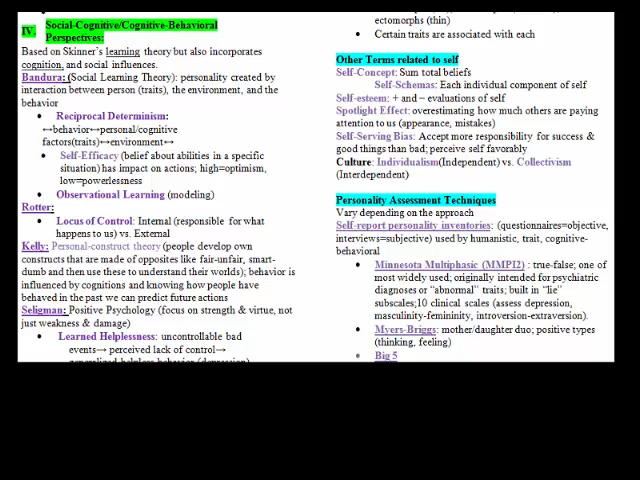 IV. Social-Cognitive/Cognitive-Behavioral
Perspectives:
Based on Skinner's learning theory but also incorporates
cognition, and social influences.
Bandura: (Social Learning Theory): personality created by
interaction between person (traits), the environment, and the
behavior
• Reciprocal Determinism:
↔behavior↔personal/cognitive
factors(traits)↔environment↔
• Self-Efficacy (belief about abilities in a specific
situation) has impact on actions; high=optimism,
low=powerlessness
• Observational Learning (modeling)
Rotter:
• Locus of Control: Internal (responsible for what
happens to us) vs. External
Kelly: Personal-construct theory (people develop own
constructs that are made of opposites like fair-unfair, smart-
dumb and then use these to understand their worlds); behavior is
influenced by cognitions and knowing how people have
behaved in the past we can predict future actions
Seligman: Positive Psychology (focus on strength & virtue, not
just weakness & damage)
• Learned Helplessness: uncontrollable bad
events→ perceived lack of control→
generalized helpless behavior (depression)
ectomorphs (thin)
• Certain traits are associated with each
Other Terms related to self
Self-Concept: Sum total beliefs
Self-Schemas: Each individual component of self
Self-esteem: + and – evaluations of self
Spotlight Effect: overestimating how much others are paying
attention to us (appearance, mistakes)
Self-Serving Bias: Accept more responsibility for success &
good things than bad; perceive self favorably
Culture: Individualism(Independent) vs. Collectivism
(Interdependent)
Personality Assessment Techniques
Vary depending on the approach
Self-report personality inventories: (questionnaires=objective,
interviews=subjective) used by humanistic, trait, cognitive-
behavioral
• Minnesota Multiphasic (MMPI2) : true-false; one of
most widely used; originally intended for psychiatric
diagnoses or "abnormal" traits; built in "lie"
subscales;10 clinical scales (assess depression,
masculinity-femininity, introversion-extraversion).
• Myers-Briggs: mother/daughter duo; positive types
(thinking, feeling)
• Big 5